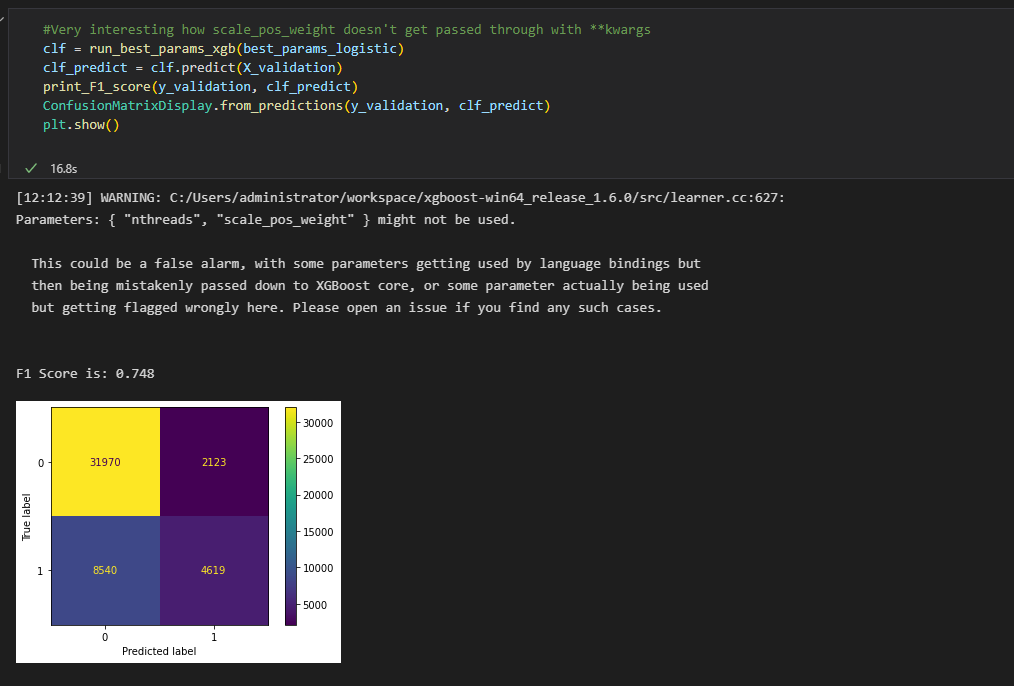 #Very interesting how scale_pos_weight doesn't get passed through with **kwargs
clf = run_best_params_xgb(best_params_logistic)
clf_predict = clf.predict(X_validation)
print_F1_score(y_validation, clf_predict)
ConfusionMatrixDisplay.from_predictions(y_validation, clf_predict)
plt.show()
16.8s
[12:12:39] WARNING: C:/Users/administrator/workspace/xgboost-win64_release_1.6.0/src/learner.cc:627:
Parameters: { "nthreads", "scale_pos_weight" } might not be used.
This could be a false alarm, with some parameters getting used by language bindings but
then being mistakenly passed down to XGBoost core, or some parameter actually being used
but getting flagged wrongly here. Please open an issue if you find any such cases.
F1 Score is: 0.748
30000
0 31970 2123
25000
20000
True label
15000
1 8540 4619
10000
5000
0 1
Predicted label